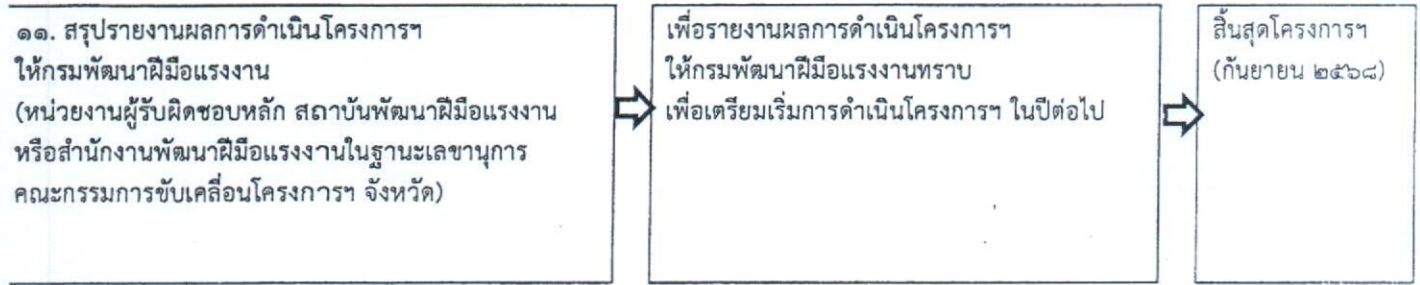 ๑๑. สรุปรายงานผลการดำเนินโครงการฯ
ให้กรมพัฒนาฝีมือแรงงาน
(หน่วยงานผู้รับผิดชอบหลัก สถาบันพัฒนาฝีมือแรงงาน
หรือสำนักงานพัฒนาฝีมือแรงงานในฐานะเลขานุการ
คณะกรรมการขับเคลื่อนโครงการฯ จังหวัด)
เพื่อรายงานผลการดำเนินโครงการฯ
ให้กรมพัฒนาฝีมือแรงงานทราบ
เพื่อเตรียมเริ่มการดำเนินโครงการฯ ในปีต่อไป
สิ้นสุดโครงการฯ
(กันยายน ๒๕๖๘)